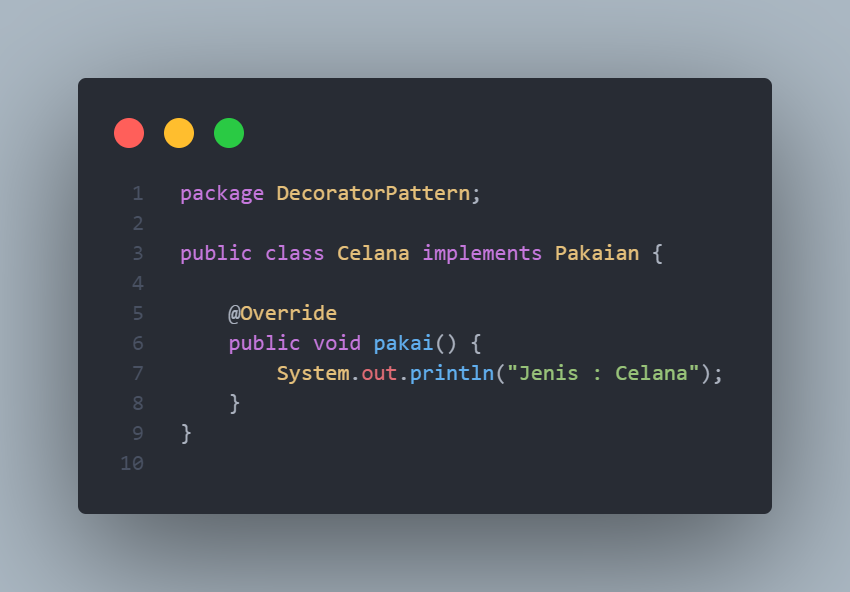 1 package DecoratorPattern;
2
3 public class Celana implements Pakaian {
4
5     @Override
6     public void pakai() {
7         System.out.println("Jenis : Celana");
8     }
9 }
10